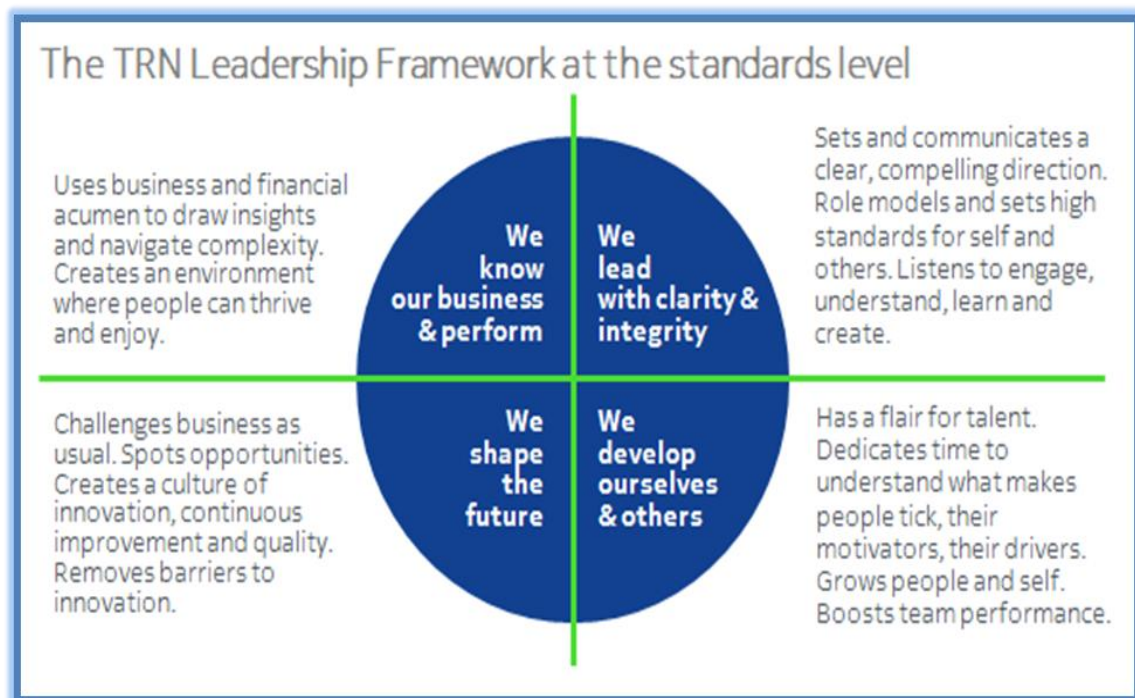 The TRN Leadership Framework at the standards level
Uses business and financial
acumen to draw insights
and navigate complexity.
Creates an environment
where people can thrive
and enjoy.
We
know
our business
& perform
We
lead
with clarity &
integrity
Sets and communicates a
clear, compelling direction.
Role models and sets high
standards for self and
others. Listens to engage,
understand, learn and
create.
Challenges business as
usual. Spots opportunities.
Creates a culture of
innovation, continuous
improvement and quality.
Removes barriers to
innovation.
We
shape
the
future
We
develop
ourselves
& others
Has a flair for talent.
Dedicates time to
understand what makes
people tick, their
motivators, their drivers.
Grows people and self.
Boosts team performance.